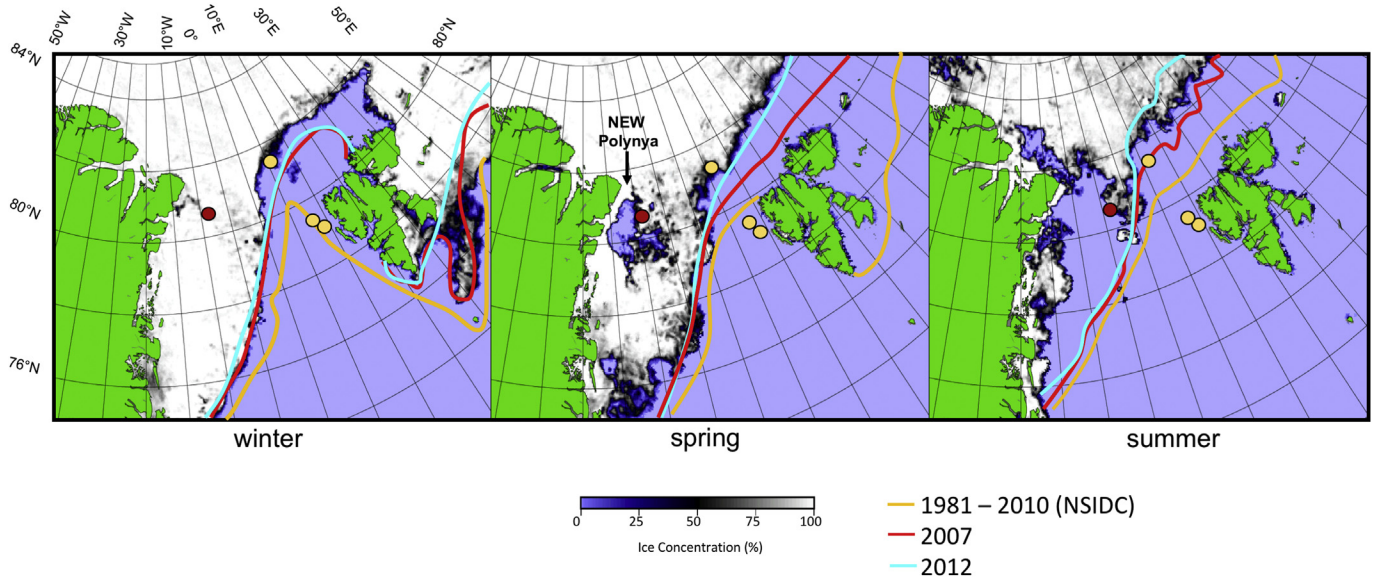 50°W
30°W
10°W
0°
10°E
30°E
50°E
80°N
84°N
80°N
76°N
NEW
Polynya
winter
spring
summer
0
25
50
75
100
Ice Concentration (%)
1981 – 2010 (NSIDC)
2007
2012